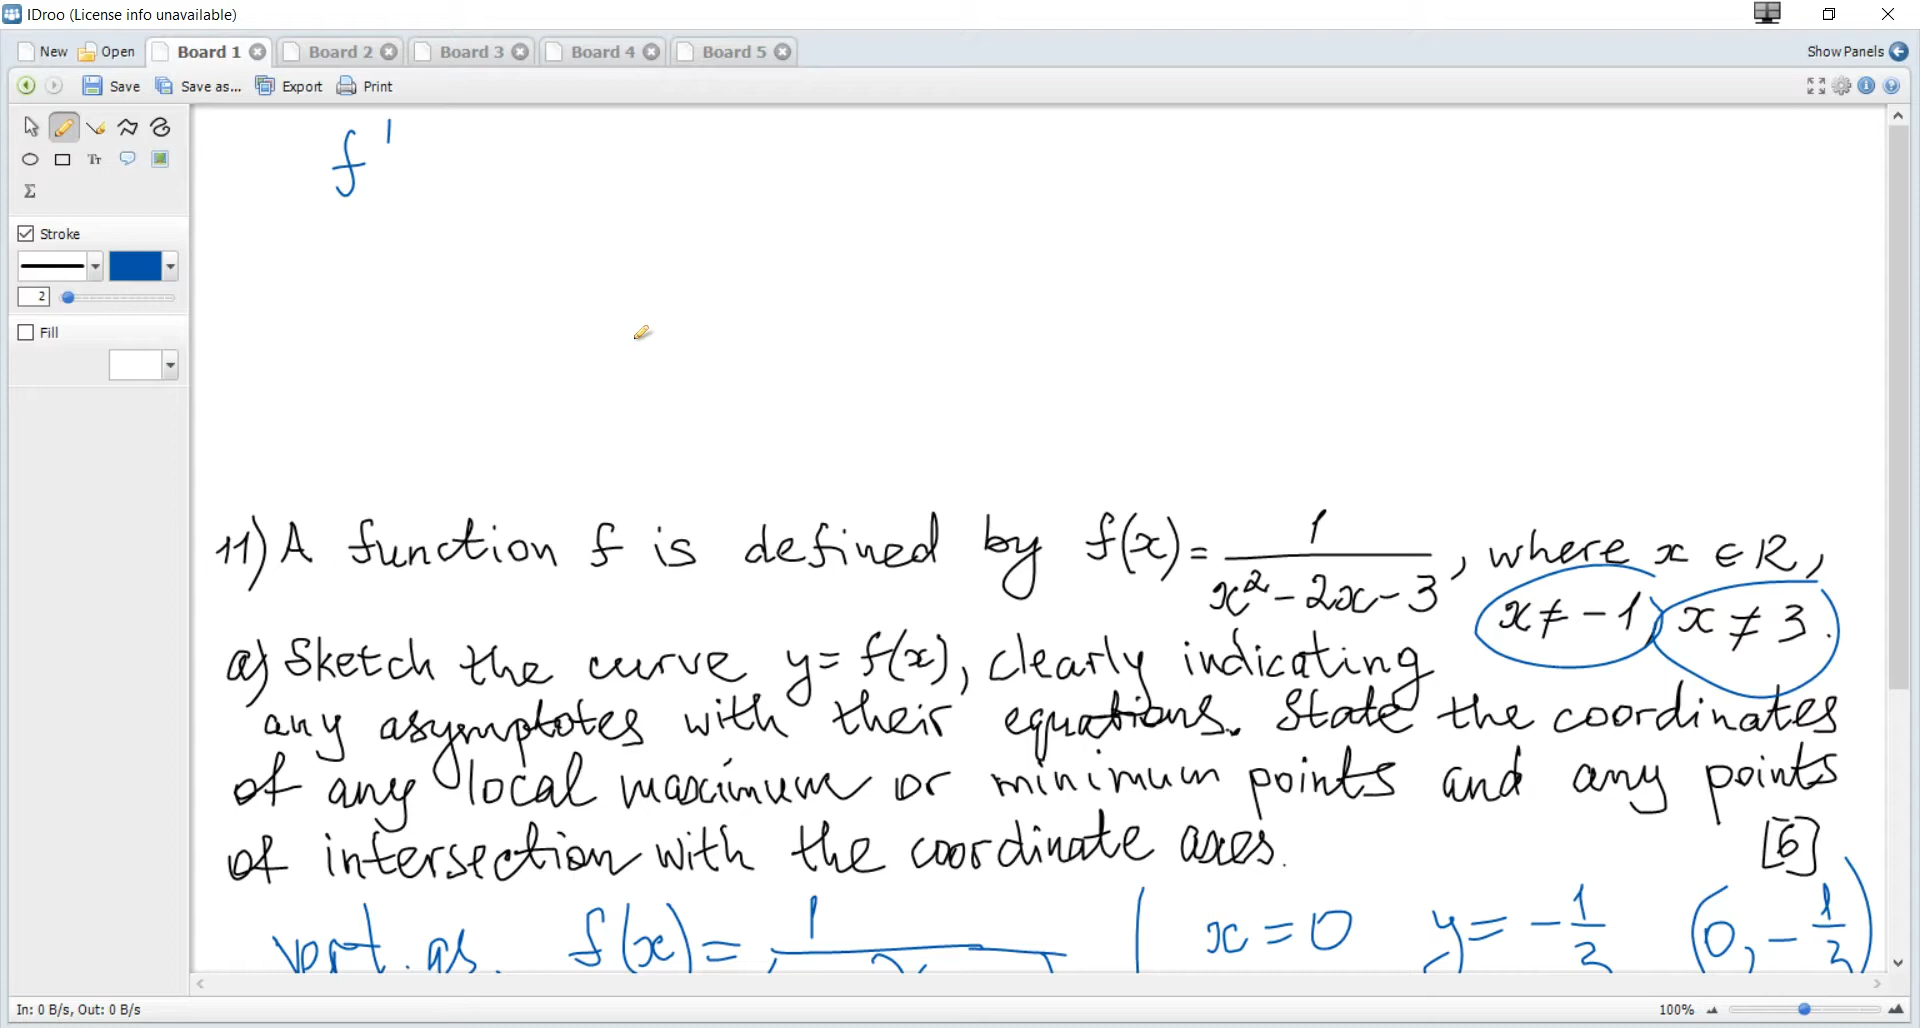 IDroo (License info unavailable)
New Open Board 1 Board 2 Board 3 Board 4 Board 5 Show Panels
Save Save as... Export Print
f'
Stroke
2
Fill
11) A function f is defined by f(x) = 1/(x² - 2x - 3), where x ∈ ℝ,
x ≠ -1, x ≠ 3.
a) Sketch the curve y = f(x), clearly indicating
any asymptotes with their equations. State the coordinates
of any local maximum or minimum points and any points
of intersection with the coordinate axes. [6]
vert. as. f(x) = 1 x = 0 y = -1/2 (0, -1/2)
In: 0 B/s, Out: 0 B/s 100%